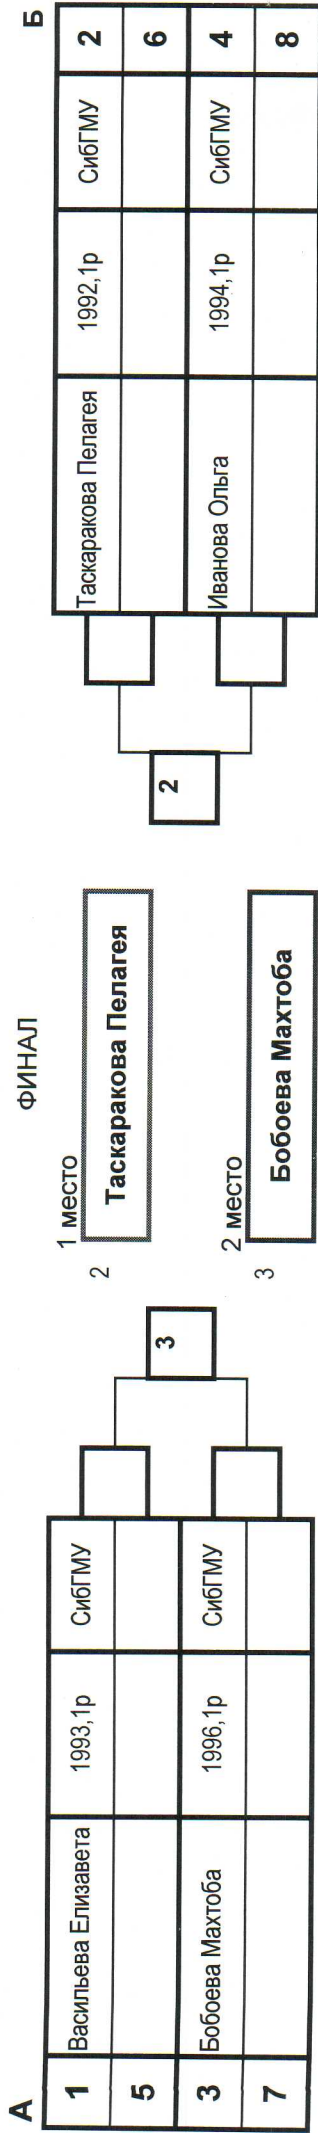 А
ФИНАЛ
Б
1 Васильева Елизавета 1993,1р СибГМУ
5
3 Бобоева Махтоба 1996,1р СибГМУ
7
3
1 место
2 Таскаракова Пелагея
2 место
3 Бобоева Махтоба
2
Таскаракова Пелагея 1992,1р СибГМУ 2
6
Иванова Ольга 1994,1р СибГМУ 4
8